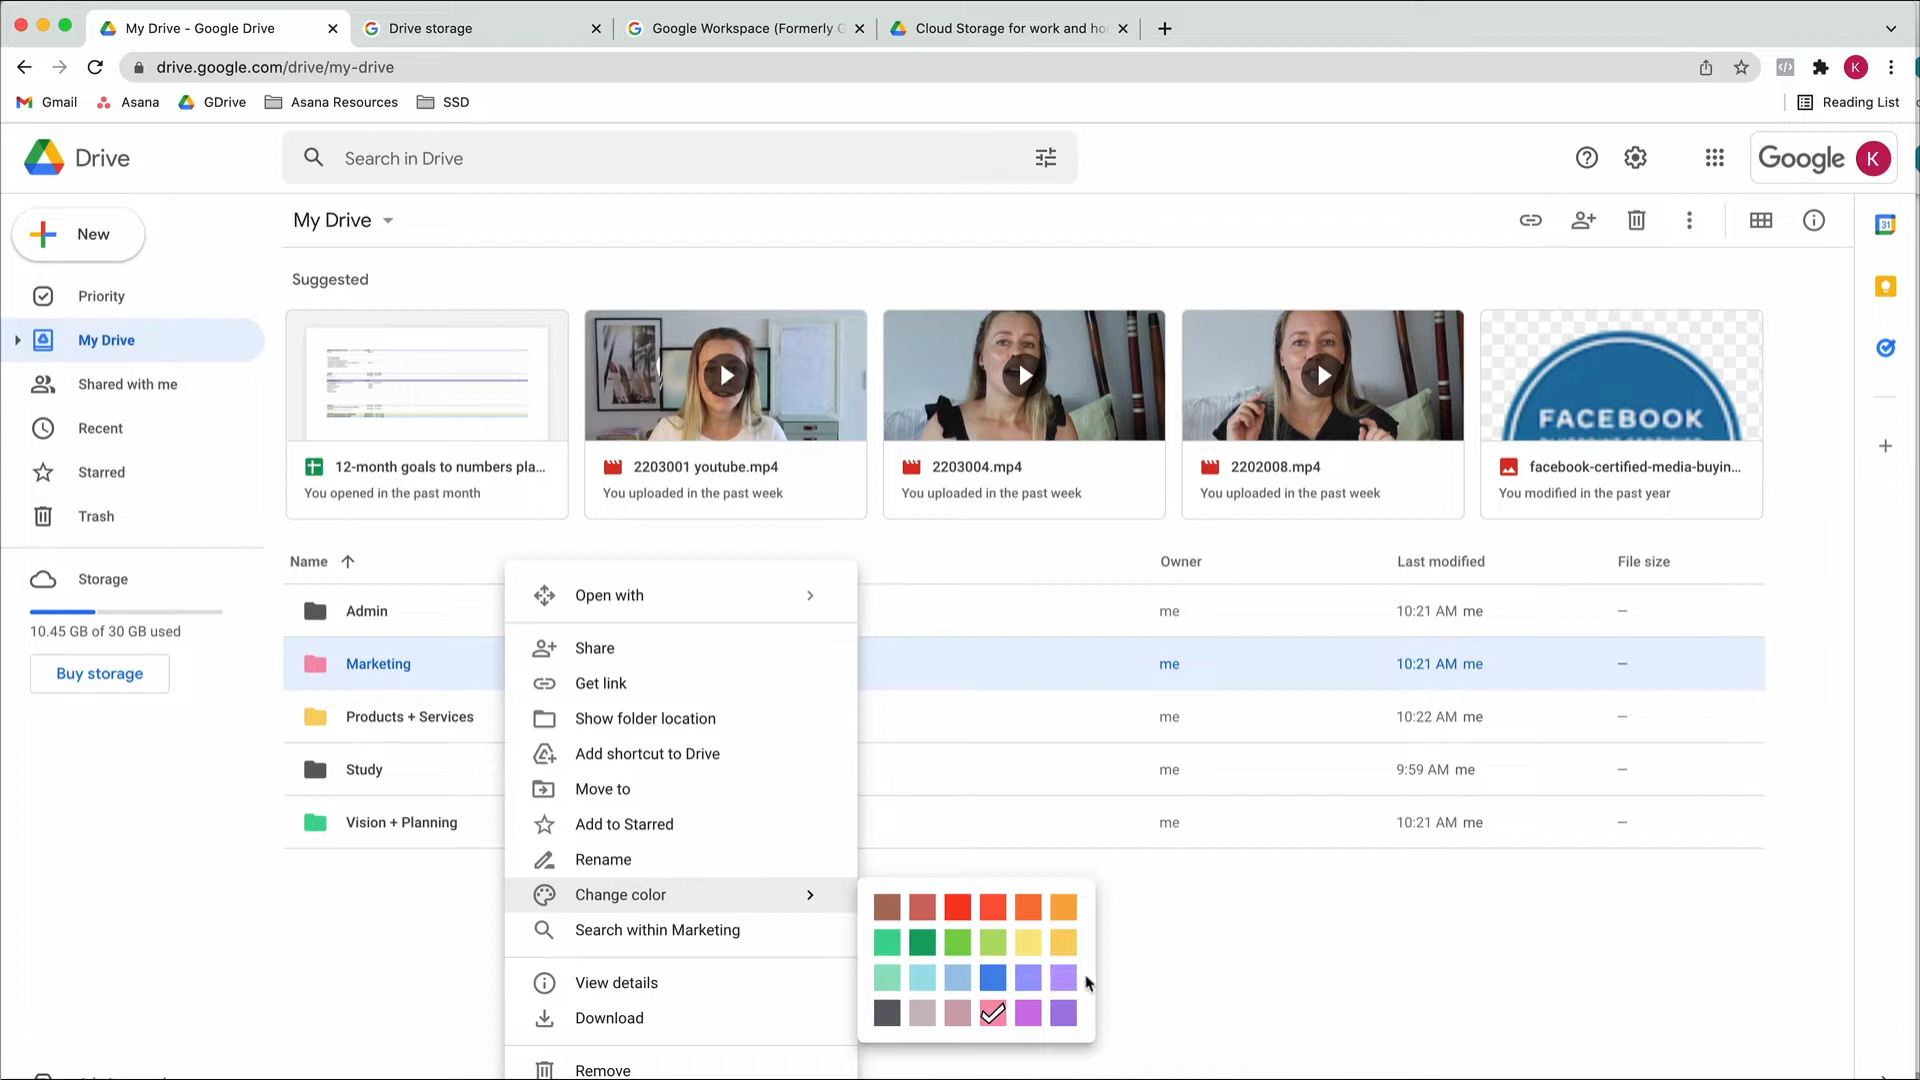 My Drive - Google Drive
Drive storage
Google Workspace (Formerly G
Cloud Storage for work and ho
drive.google.com/drive/my-drive
K
Gmail
Asana
GDrive
Asana Resources
SSD
Reading List
Drive
Search in Drive
Google
K
New
My Drive
31
Priority
My Drive
Shared with me
Recent
Starred
Trash
Storage
10.45 GB of 30 GB used
Buy storage
Suggested
FACEBOOK
12-month goals to numbers pla...
You opened in the past month
2203001 youtube.mp4
You uploaded in the past week
2203004.mp4
You uploaded in the past week
2202008.mp4
You uploaded in the past week
facebook-certified-media-buyin...
You modified in the past year
Name
Owner
Last modified
File size
Admin
me
10:21 AM me
–
Marketing
me
10:21 AM me
–
Products + Services
me
10:22 AM me
–
Study
me
9:59 AM me
–
Vision + Planning
me
10:21 AM me
–
Open with
Share
Get link
Show folder location
Add shortcut to Drive
Move to
Add to Starred
Rename
Change color
Search within Marketing
View details
Download
Remove